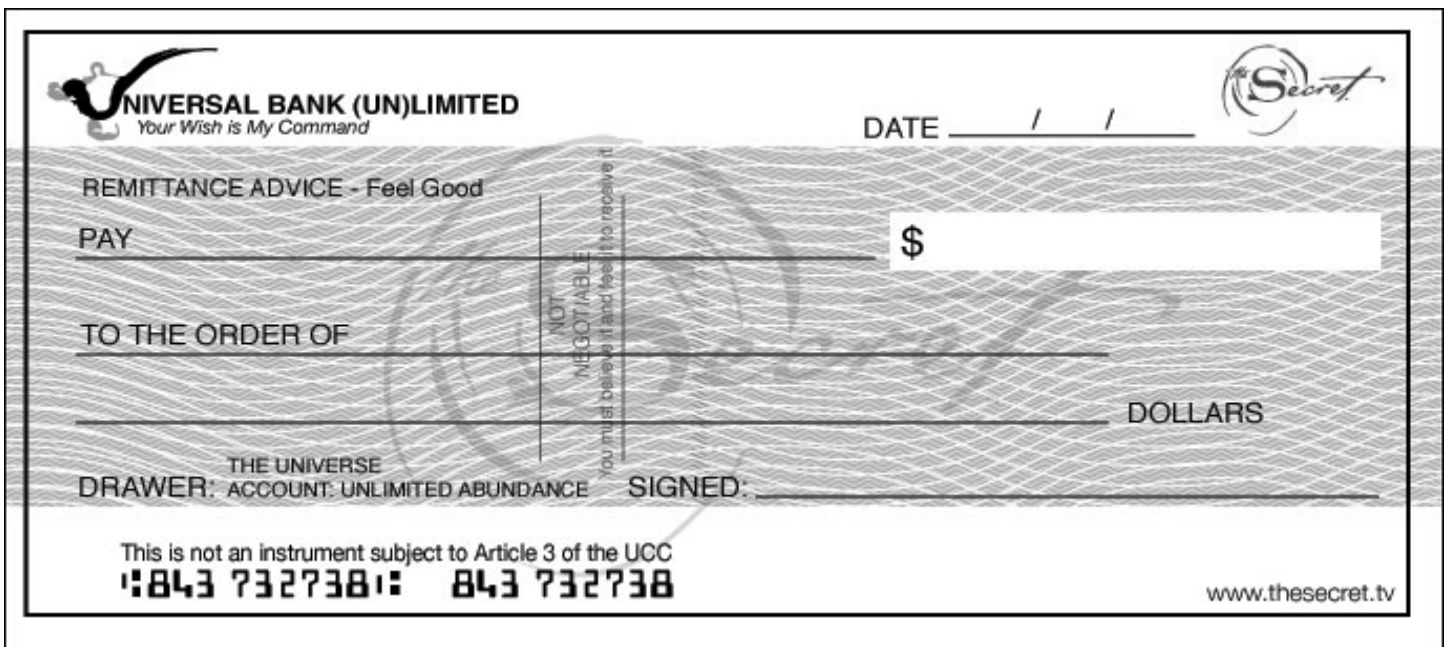 UNIVERSAL BANK (UN)LIMITED
Your Wish is My Command
DATE / /
the Secret
REMITTANCE ADVICE - Feel Good
PAY
$
TO THE ORDER OF
DOLLARS
NOT
NEGOTIABLE
You must believe it and feel it to receive it
the Secret
DRAWER: THE UNIVERSE
ACCOUNT: UNLIMITED ABUNDANCE
SIGNED:
This is not an instrument subject to Article 3 of the UCC
⑆843 732738⑆ 843 732738
www.thesecret.tv